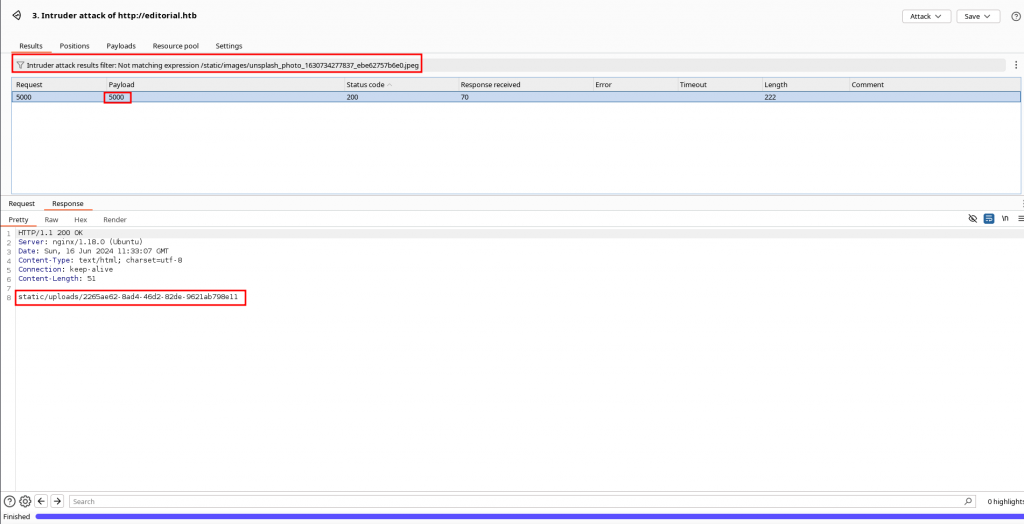 3. Intruder attack of http://editorial.htb
Attack Save
Results Positions Payloads Resource pool Settings
Intruder attack results filter: Not matching expression /static/images/unsplash_photo_1630734277837_ebe62757b6e0.jpeg
Request Payload Status code Response received Error Timeout Length Comment
5000 5000 200 70 222
Request Response
Pretty Raw Hex Render
\n
1 HTTP/1.1 200 OK
2 Server: nginx/1.18.0 (Ubuntu)
3 Date: Sun, 16 Jun 2024 11:33:07 GMT
4 Content-Type: text/html; charset=utf-8
5 Connection: keep-alive
6 Content-Length: 51
7
8 static/uploads/2265ae62-8ad4-46d2-82de-9621ab798e11
Search 0 highlights
Finished